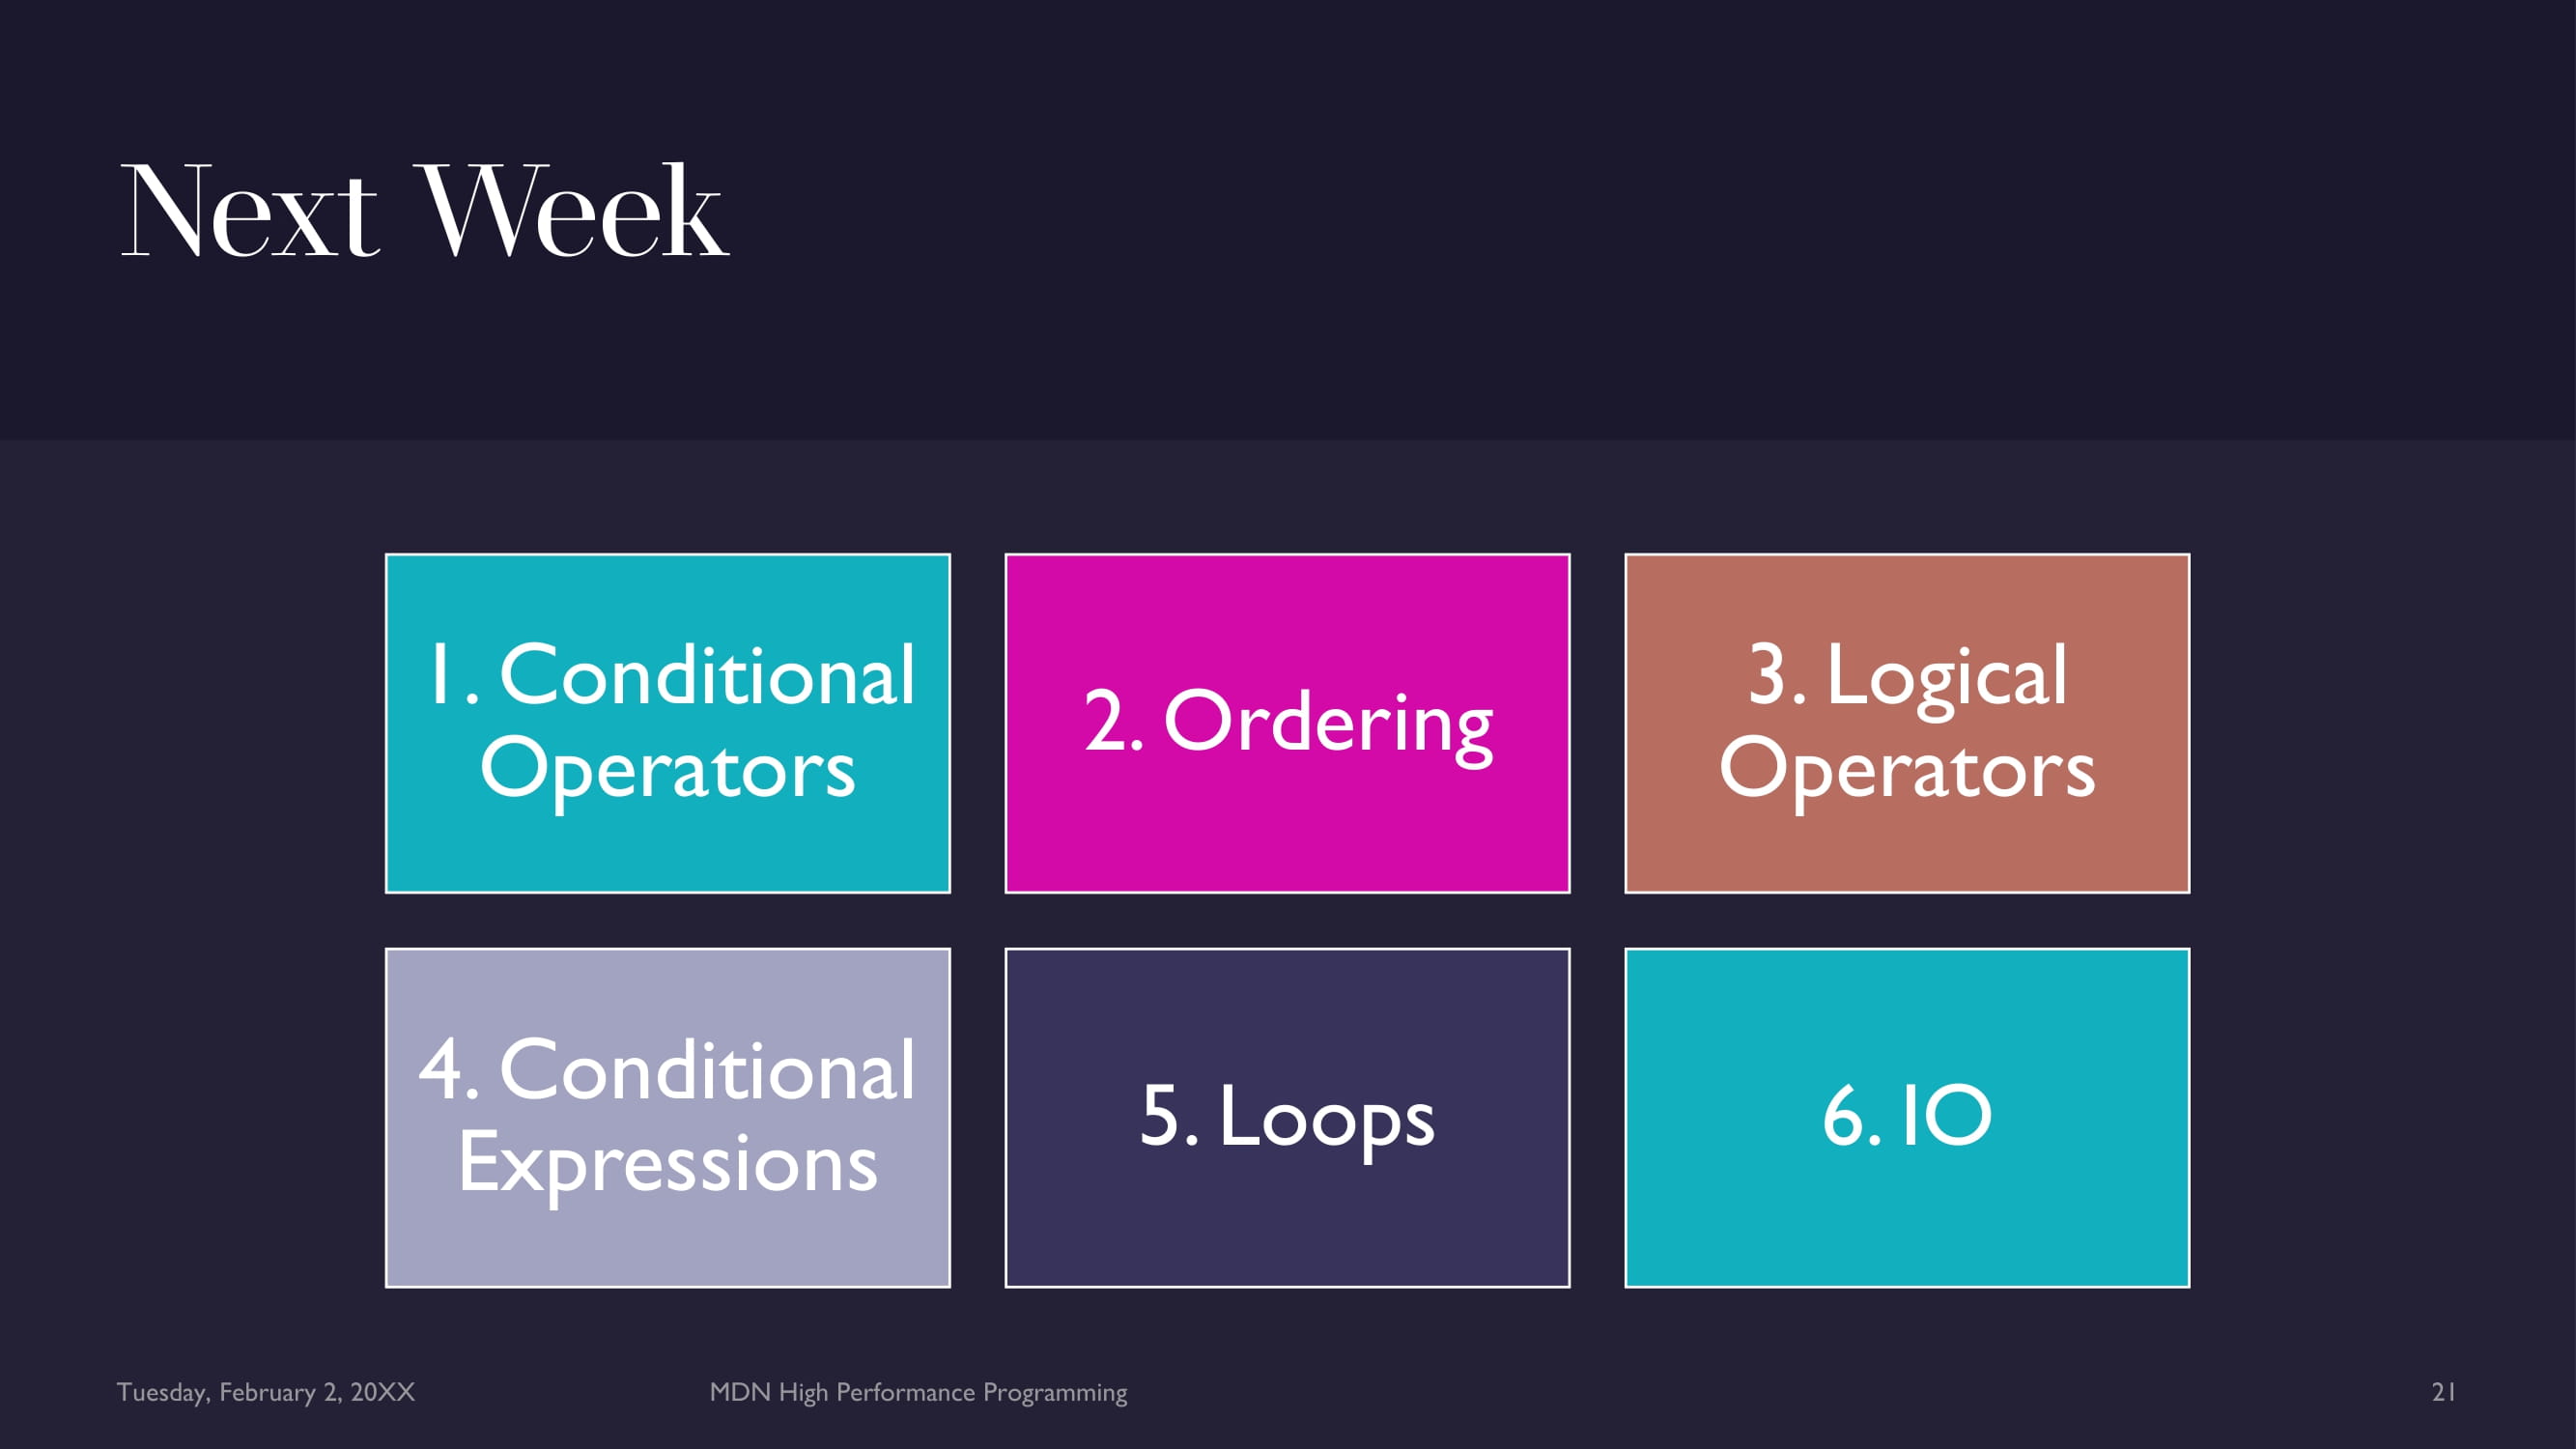 Next Week
1. Conditional
Operators
2. Ordering
3. Logical
Operators
4. Conditional
Expressions
5. Loops
6. IO
Tuesday, February 2, 20XX
MDN High Performance Programming
21